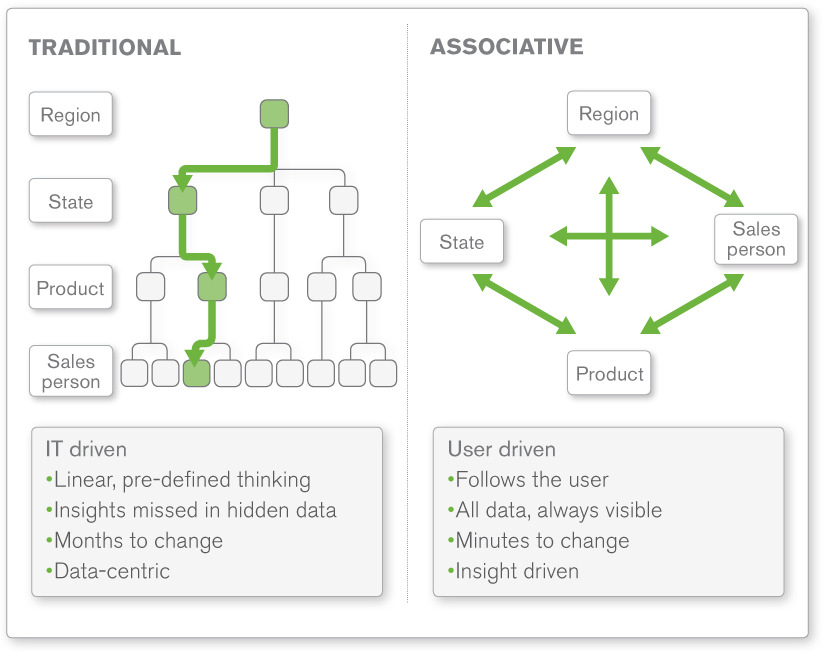 TRADITIONAL
Region
State
Product
Sales
person
IT driven
•Linear, pre-defined thinking
•Insights missed in hidden data
•Months to change
•Data-centric
ASSOCIATIVE
Region
State
Sales
person
Product
User driven
•Follows the user
•All data, always visible
•Minutes to change
•Insight driven